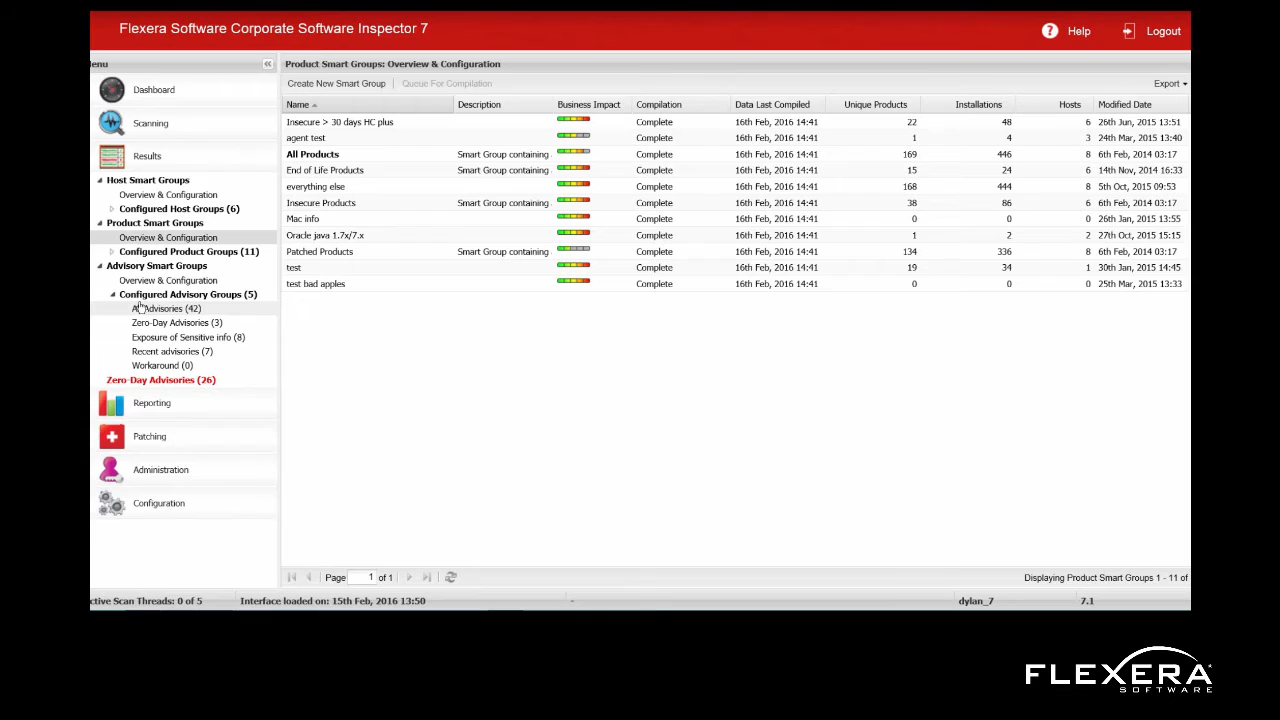 Flexera Software Corporate Software Inspector 7
Help
Logout
enu
Product Smart Groups: Overview & Configuration
Dashboard
Scanning
Results
Host Smart Groups
Overview & Configuration
Configured Host Groups (6)
Product Smart Groups
Overview & Configuration
Configured Product Groups (11)
Advisory Smart Groups
Overview & Configuration
Configured Advisory Groups (5)
Advisories (42)
Zero-Day Advisories (3)
Exposure of Sensitive info (8)
Recent advisories (7)
Workaround (0)
Zero-Day Advisories (26)
Reporting
Patching
Administration
Configuration
Create New Smart Group Queue For Compilation Export
Name Description Business Impact Compilation Data Last Compiled Unique Products Installations Hosts Modified Date
Insecure > 30 days HC plus Complete 16th Feb, 2016 14:41 22 48 6 26th Jun, 2015 13:51
agent test Complete 16th Feb, 2016 14:41 1 4 3 24th Mar, 2015 13:40
All Products Smart Group containing Complete 16th Feb, 2016 14:41 169 446 8 6th Feb, 2014 03:17
End of Life Products Smart Group containing Complete 16th Feb, 2016 14:41 15 24 6 14th Nov, 2014 16:33
everything else Complete 16th Feb, 2016 14:41 168 444 8 5th Oct, 2015 09:53
Insecure Products Smart Group containing Complete 16th Feb, 2016 14:41 38 86 6 6th Feb, 2014 03:17
Mac info Complete 16th Feb, 2016 14:41 0 0 0 26th Jan, 2015 13:55
Oracle java 1.7x/7.x Complete 16th Feb, 2016 14:41 1 2 2 27th Oct, 2015 15:15
Patched Products Smart Group containing Complete 16th Feb, 2016 14:41 134 336 8 6th Feb, 2014 03:17
test Complete 16th Feb, 2016 14:41 19 34 1 30th Jan, 2015 14:45
test bad apples Complete 16th Feb, 2016 14:41 0 0 0 25th Mar, 2015 13:33
Page 1 of 1
Displaying Product Smart Groups 1 - 11 of
ctive Scan Threads: 0 of 5
Interface loaded on: 15th Feb, 2016 13:50
-
dylan_7
7.1
FLEXERA
SOFTWARE